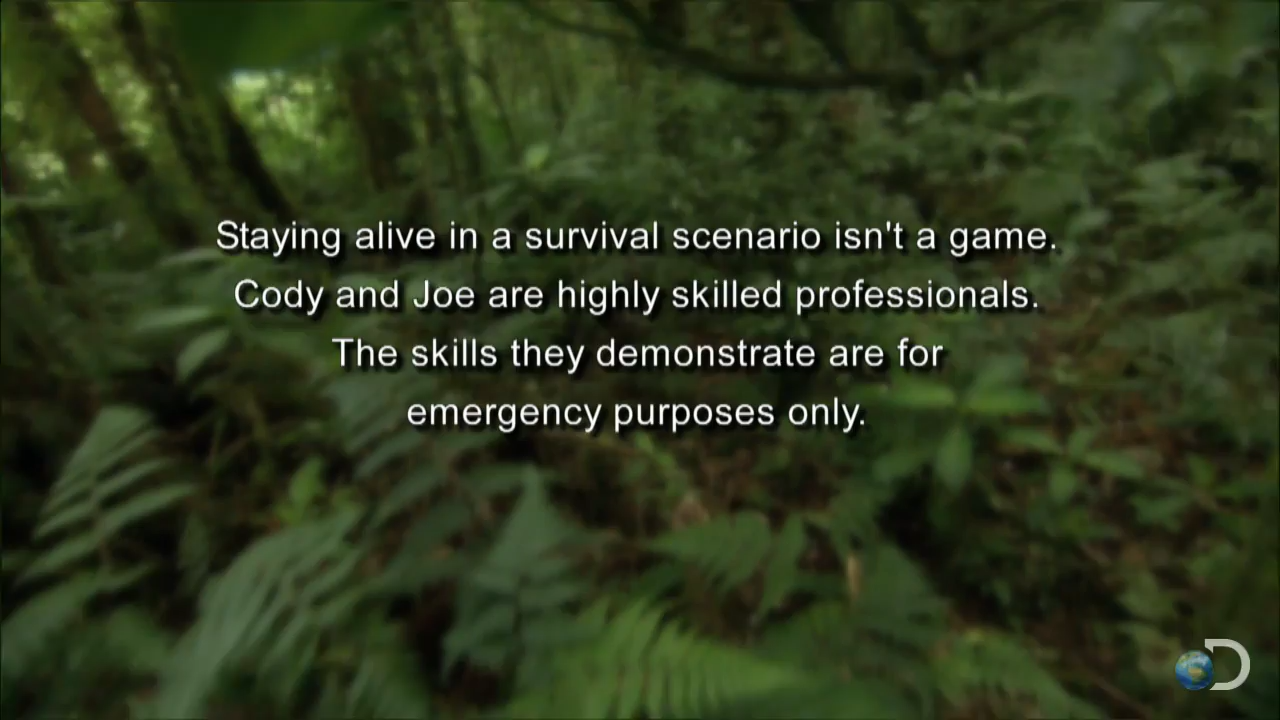 Staying alive in a survival scenario isn't a game.
Cody and Joe are highly skilled professionals.
The skills they demonstrate are for
emergency purposes only.